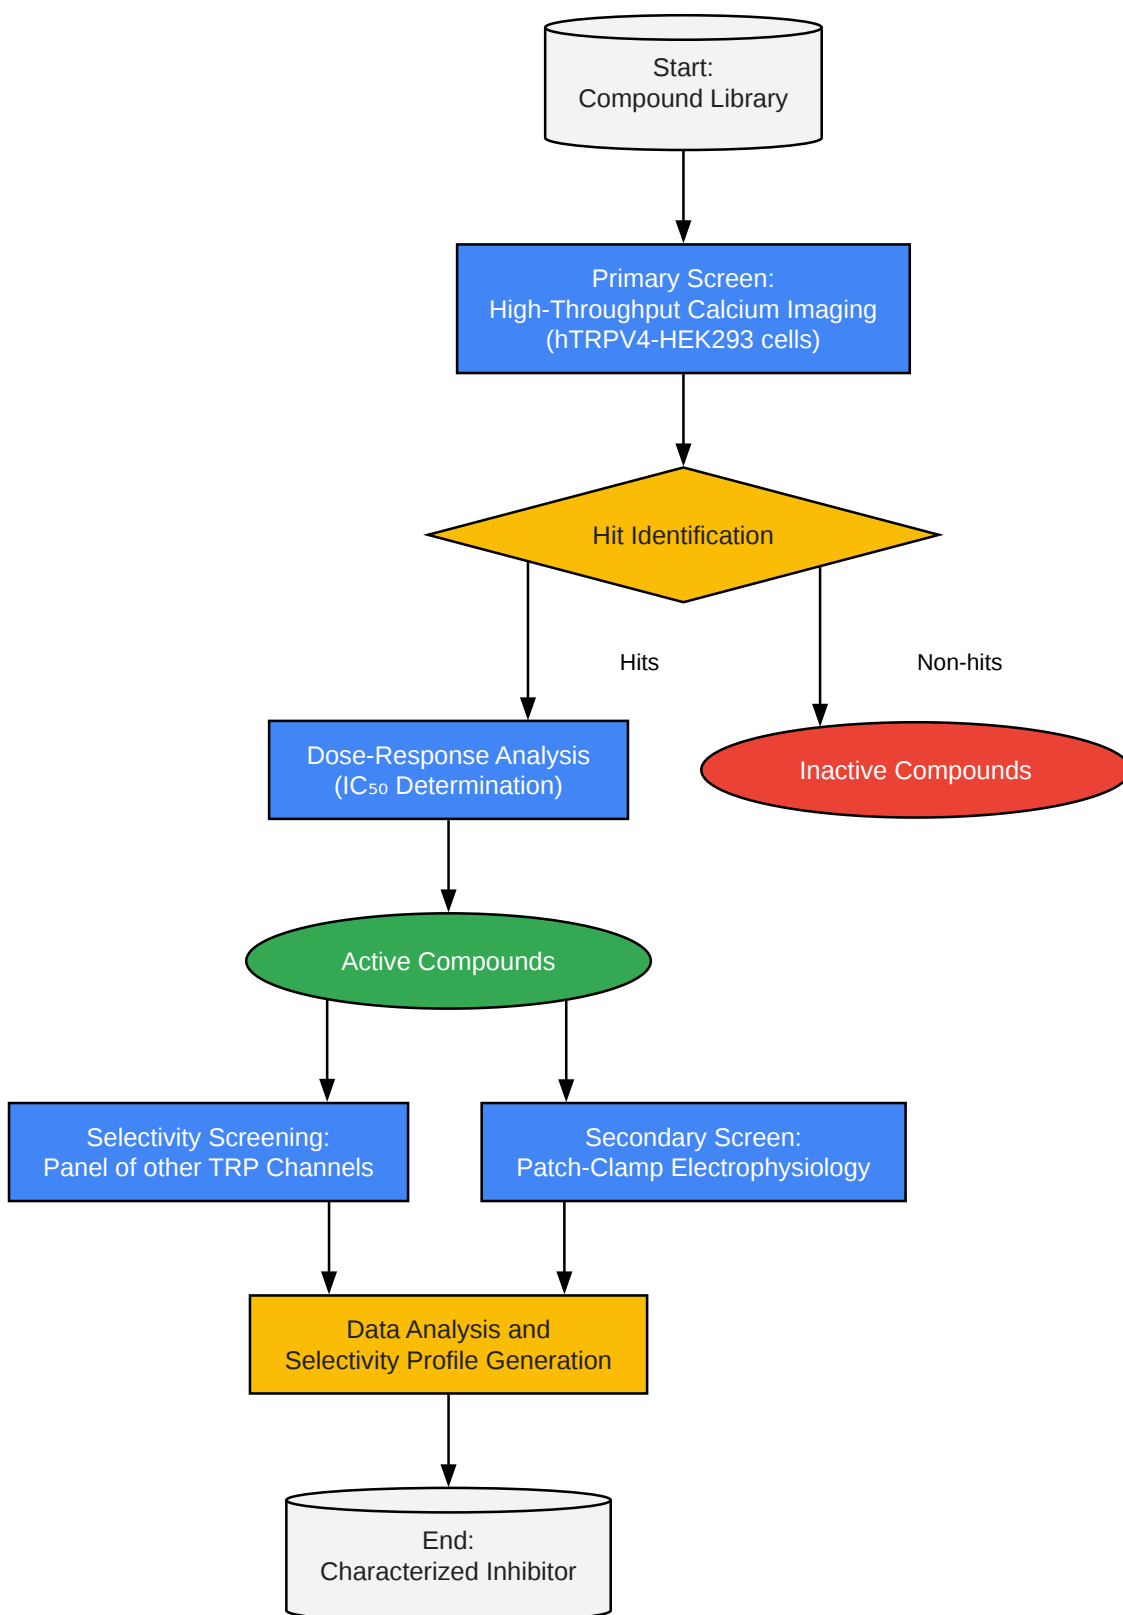 Start:
Compound Library
Primary Screen:
High-Throughput Calcium Imaging
(hTRPV4-HEK293 cells)
Hit Identification
Hits
Non-hits
Dose-Response Analysis
(IC₅₀ Determination)
Inactive Compounds
Active Compounds
Selectivity Screening:
Panel of other TRP Channels
Secondary Screen:
Patch-Clamp Electrophysiology
Data Analysis and
Selectivity Profile Generation
End:
Characterized Inhibitor